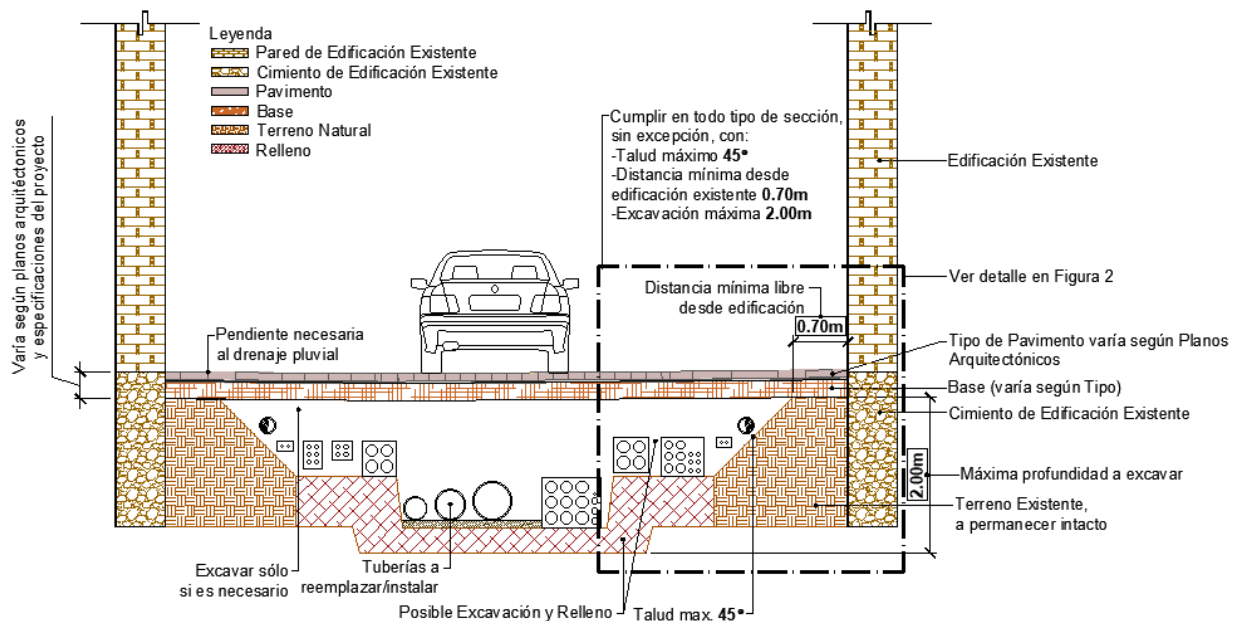 Leyenda
Pared de Edificación Existente
Cimiento de Edificación Existente
Pavimento
Base
Terreno Natural
Relleno
Varía según planos arquitéctonicos
y especificaciones del proyecto
Cumplir en todo tipo de sección,
sin excepción, con:
-Talud máximo 45°
-Distancia mínima desde
edificación existente 0.70m
-Excavación máxima 2.00m
Edificación Existente
Ver detalle en Figura 2
Distancia mínima libre
desde edificación
0.70m
Pendiente necesaria
al drenaje pluvial
Tipo de Pavimento varía según Planos
Arquitectónicos
Base (varía según Tipo)
Cimiento de Edificación Existente
2.00m
Máxima profundidad a excavar
Terreno Existente,
a permanecer intacto
Excavar sólo
si es necesario
Tuberías a
reemplazar/instalar
Posible Excavación y Relleno
Talud max. 45°